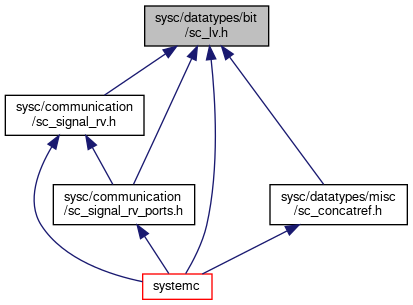 sysc/datatypes/bit
/sc_lv.h
sysc/communication
/sc_signal_rv.h
sysc/communication
/sc_signal_rv_ports.h
sysc/datatypes/misc
/sc_concatref.h
systemc